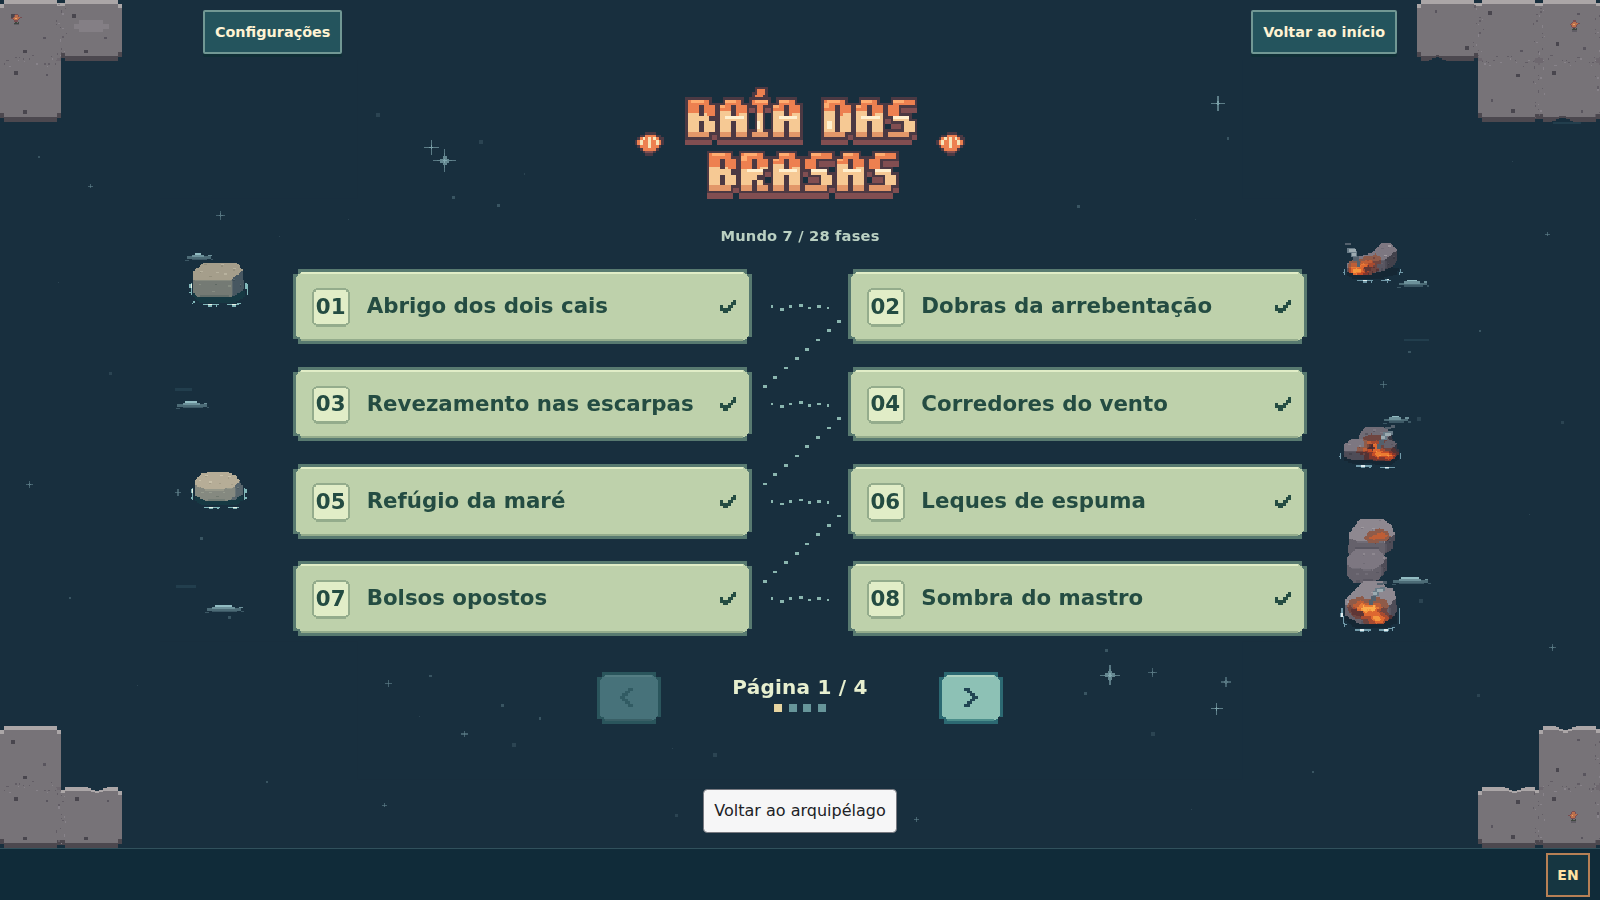 Configurações
Voltar ao início
BAÍA DAS
BRASAS
Mundo 7 / 28 fases
01 Abrigo dos dois cais
02 Dobras da arrebentação
03 Revezamento nas escarpas
04 Corredores do vento
05 Refúgio da maré
06 Leques de espuma
07 Bolsos opostos
08 Sombra do mastro
Página 1 / 4
Voltar ao arquipélago
EN